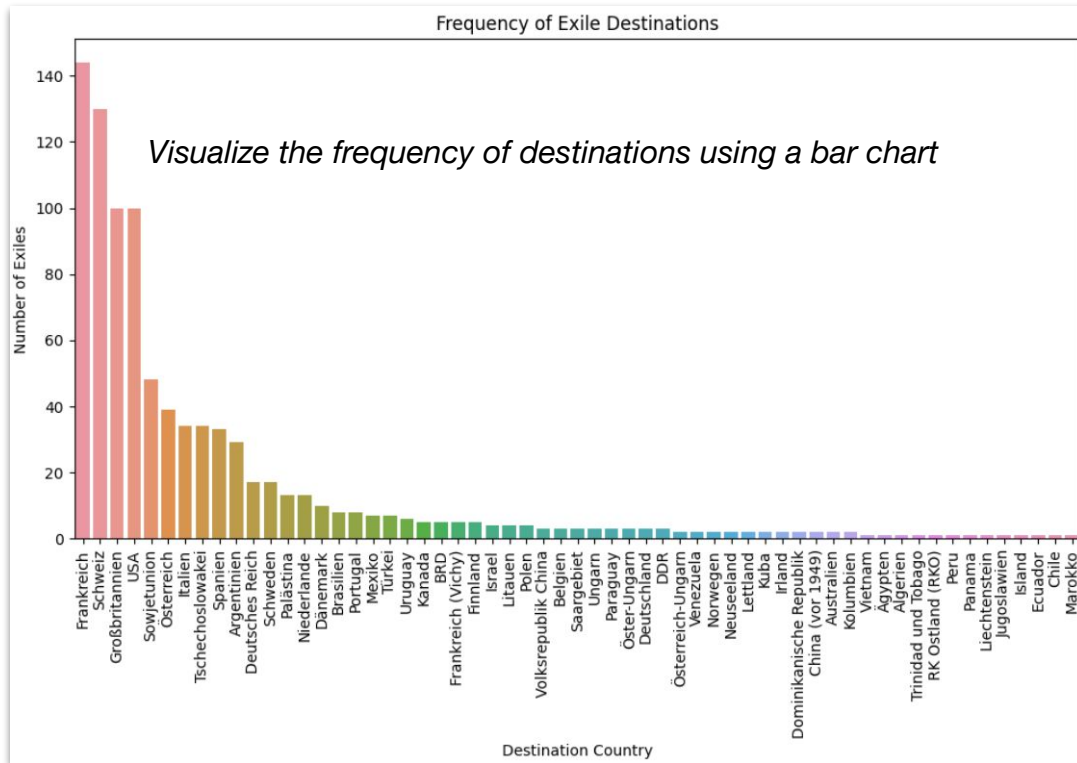 Frequency of Exile Destinations
Visualize the frequency of destinations using a bar chart
Number of Exiles
140
120
100
80
60
40
20
0
Frankreich
Schweiz
Großbritannien
USA
Sowjetunion
Österreich
Italien
Tschechoslowakei
Spanien
Argentinien
Deutsches Reich
Schweden
Palästina
Niederlande
Dänemark
Brasilien
Portugal
Mexiko
Türkei
Uruguay
Kanada
BRD
Frankreich (Vichy)
Finnland
Israel
Litauen
Polen
Volksrepublik China
Belgien
Saargebiet
Ungarn
Paraguay
Öster-Ungarn
Deutschland
DDR
Österreich-Ungarn
Venezuela
Norwegen
Neuseeland
Lettland
Kuba
Irland
Dominikanische Republik
China (vor 1949)
Australien
Kolumbien
Vietnam
Ägypten
Algerien
Trinidad und Tobago
RK Ostland (RKO)
Peru
Panama
Liechtenstein
Jugoslawien
Island
Ecuador
Chile
Marokko
Destination Country